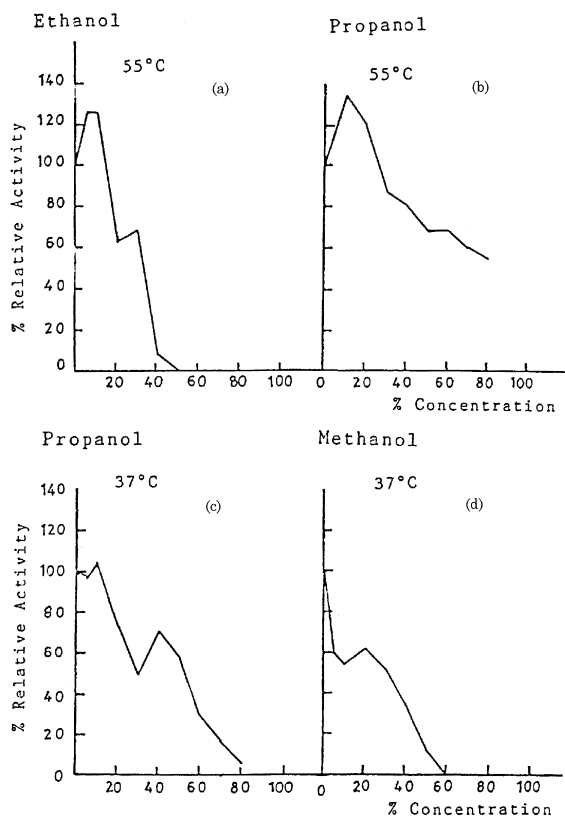 Ethanol
55°C
(a)
% Relative Activity
140
120
100
80
60
40
20
0
20 40 60 80 100
Propanol
55°C
(b)
0 20 40 60 80 100
% Concentration
Propanol
37°C
(c)
% Relative Activity
140
120
100
80
60
40
20
0
20 40 60 80 100
Methanol
37°C
(d)
0 20 40 60 80 100
% Concentration